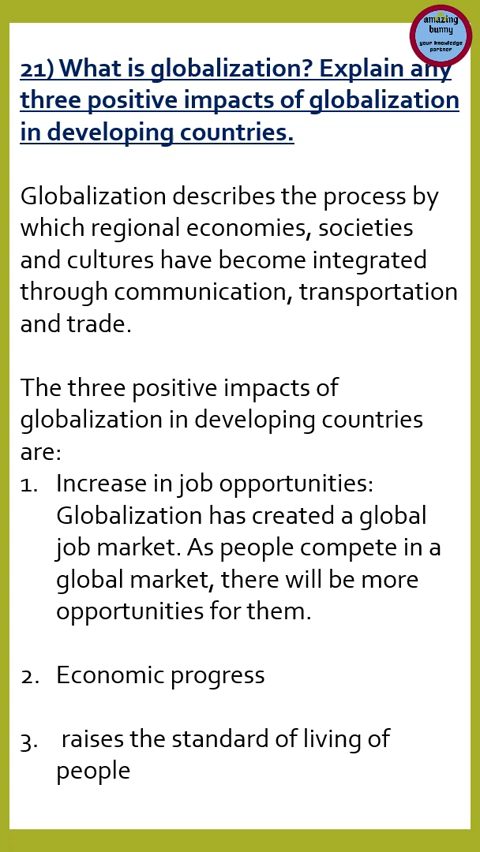 amazing
bunny
your knowledge
partner
21) What is globalization? Explain any
three positive impacts of globalization
in developing countries.
Globalization describes the process by
which regional economies, societies
and cultures have become integrated
through communication, transportation
and trade.
The three positive impacts of
globalization in developing countries
are:
1. Increase in job opportunities:
Globalization has created a global
job market. As people compete in a
global market, there will be more
opportunities for them.
2. Economic progress
3. raises the standard of living of
people